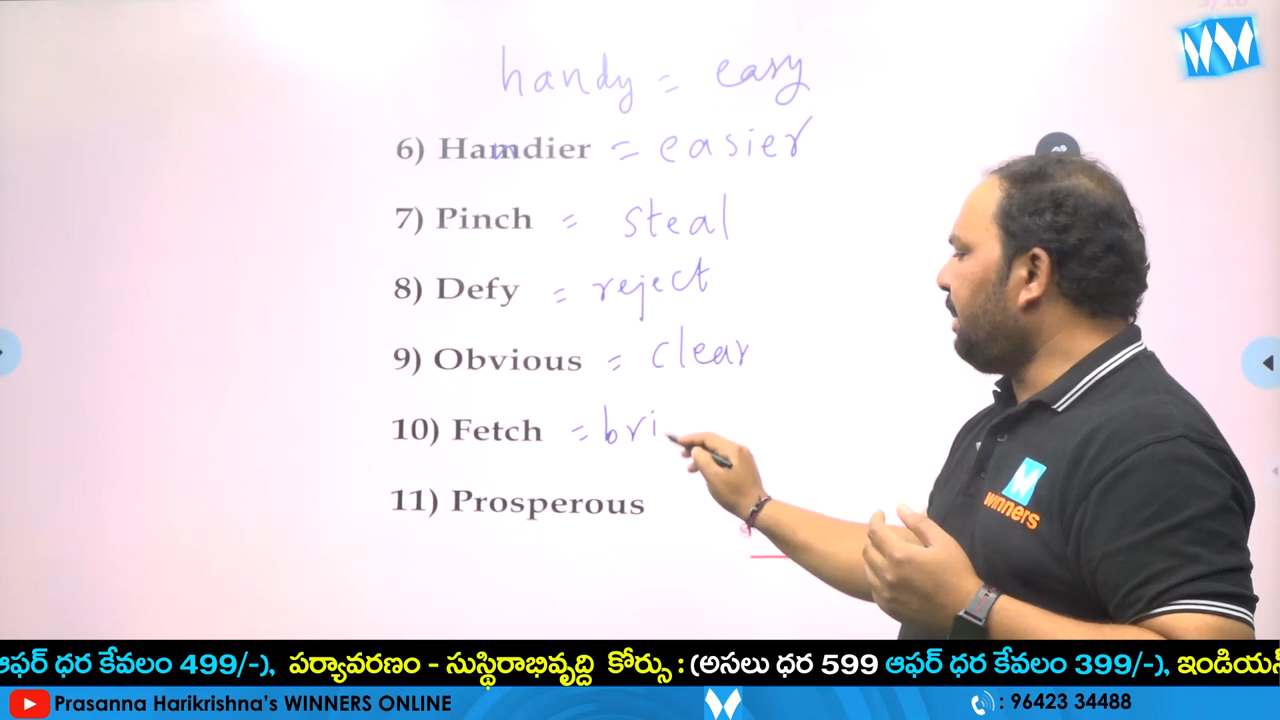 handy = easy
6) Hamdier = easier
7) Pinch = steal
8) Defy = reject
9) Obvious = clear
10) Fetch = bri
11) Prosperous
winners
ఆఫర్ ధర కేవలం 499/-), పర్యావరణం - సుస్థిరాభివృద్ధి కోర్సు : (అసలు ధర 599 ఆఫర్ ధర కేవలం 399/-), ఇండియన్
Prasanna Harikrishna's WINNERS ONLINE
: 96423 34488